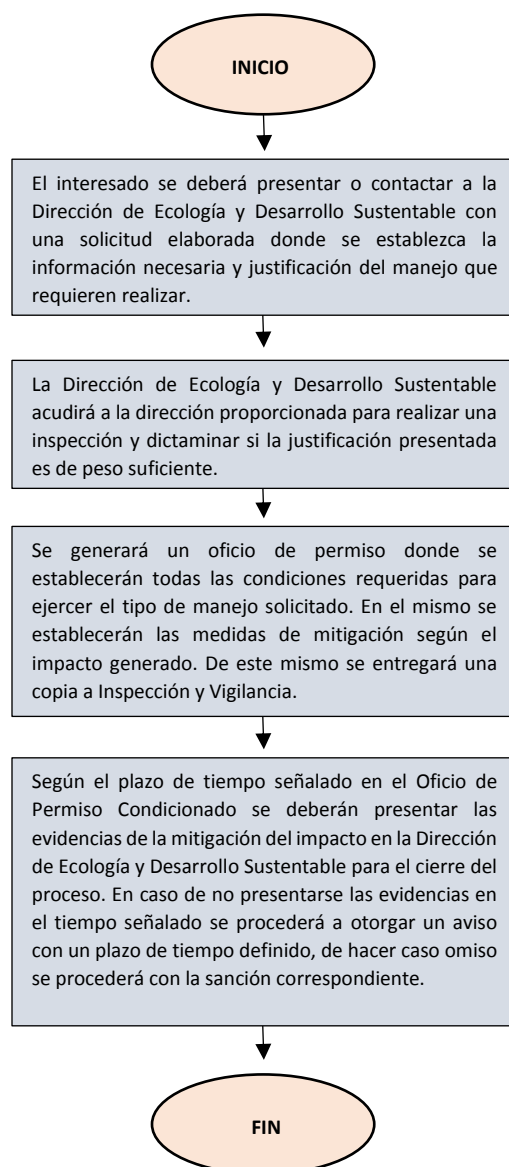 INICIO
El interesado se deberá presentar o contactar a la
Dirección de Ecología y Desarrollo Sustentable con
una solicitud elaborada donde se establezca la
información necesaria y justificación del manejo que
requieren realizar.
La Dirección de Ecología y Desarrollo Sustentable
acudirá a la dirección proporcionada para realizar una
inspección y dictaminar si la justificación presentada
es de peso suficiente.
Se generará un oficio de permiso donde se
establecerán todas las condiciones requeridas para
ejercer el tipo de manejo solicitado. En el mismo se
establecerán las medidas de mitigación según el
impacto generado. De este mismo se entregará una
copia a Inspección y Vigilancia.
Según el plazo de tiempo señalado en el Oficio de
Permiso Condicionado se deberán presentar las
evidencias de la mitigación del impacto en la Dirección
de Ecología y Desarrollo Sustentable para el cierre del
proceso. En caso de no presentarse las evidencias en
el tiempo señalado se procederá a otorgar un aviso
con un plazo de tiempo definido, de hacer caso omiso
se procederá con la sanción correspondiente.
FIN